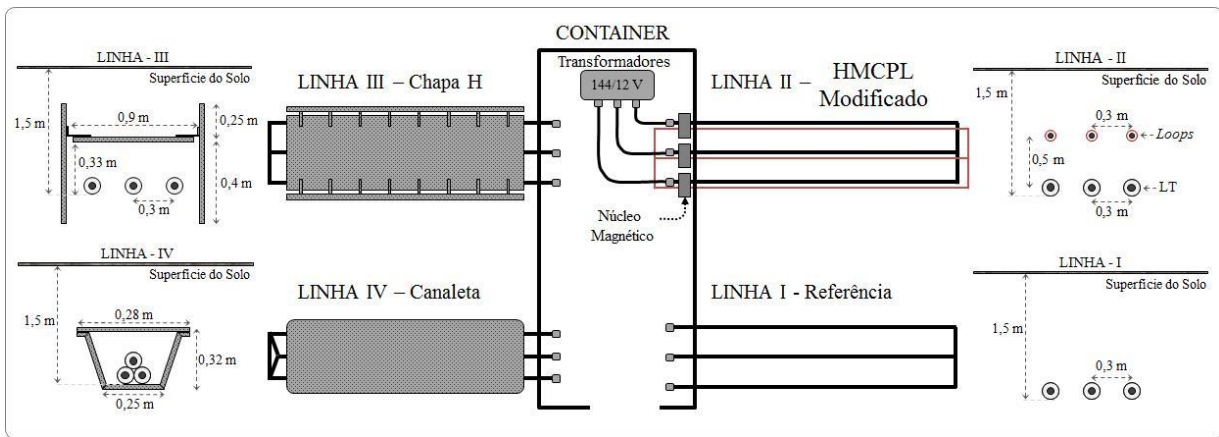 CONTAINER
Transformadores
144/12 V
Núcleo
Magnético
LINHA - III
Superfície do Solo
1,5 m
0,9 m
0,25 m
0,33 m
0,4 m
0,3 m
LINHA III – Chapa H
LINHA II – HMCPL
Modificado
LINHA - II
Superfície do Solo
1,5 m
0,3 m
Loops
0,5 m
LT
0,3 m
LINHA - IV
Superfície do Solo
1,5 m
0,28 m
0,32 m
0,25 m
LINHA IV – Canaleta
LINHA I - Referência
LINHA - I
Superfície do Solo
1,5 m
0,3 m